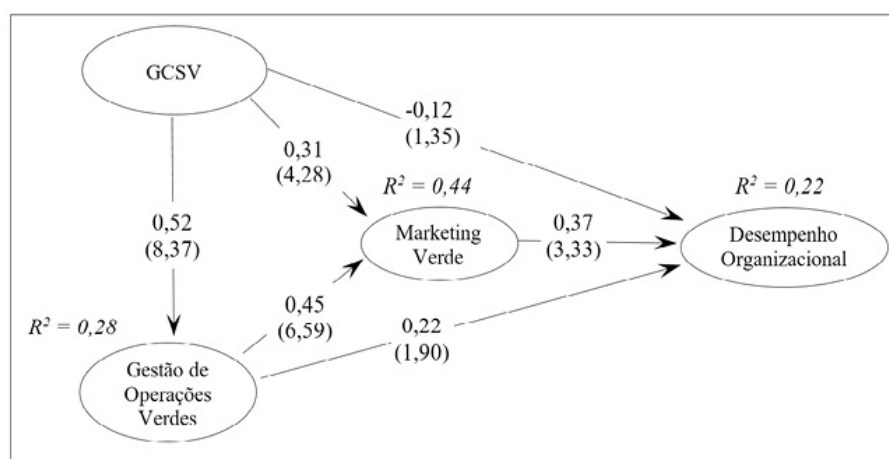 GCSV
-0,12
(1,35)
0,31
(4,28)
R² = 0,44
R² = 0,22
0,52
(8,37)
Marketing
Verde
0,37
(3,33)
Desempenho
Organizacional
R² = 0,28
0,45
(6,59)
0,22
(1,90)
Gestão de
Operações
Verdes